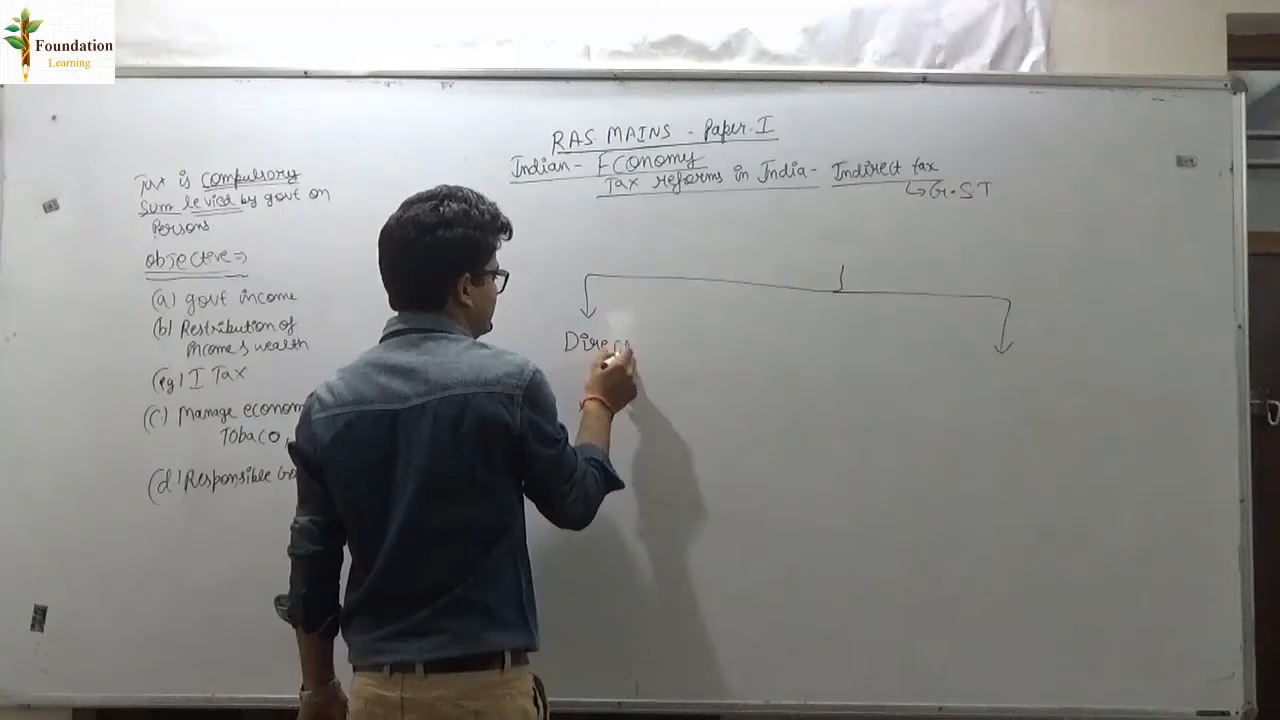 Foundation
Learning
RAS MAINS - Paper-I
Indian - Economy
Tax reforms in India - Indirect tax
↳ G.S T
Tax is compulsory
Sum levied by govt on
Persons.
Objective ⇒
(a) govt income
(b) Restribution of
income & wealth
(eg) I Tax
(c) Manage econom
Tobaco,
(d) Responsible Go
Direc